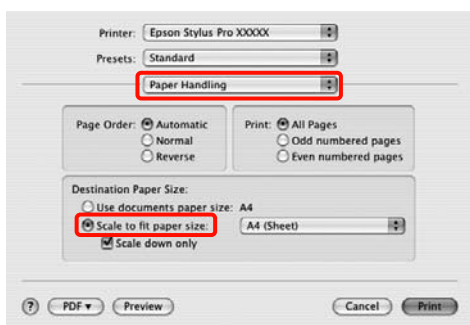 Printer: Epson Stylus Pro XXXXX
Presets: Standard
Paper Handling
Page Order: Automatic Print: All Pages
Normal Odd numbered pages
Reverse Even numbered pages
Destination Paper Size:
Use documents paper size: A4
Scale to fit paper size: A4 (Sheet)
Scale down only
? PDF ▼ Preview Cancel Print